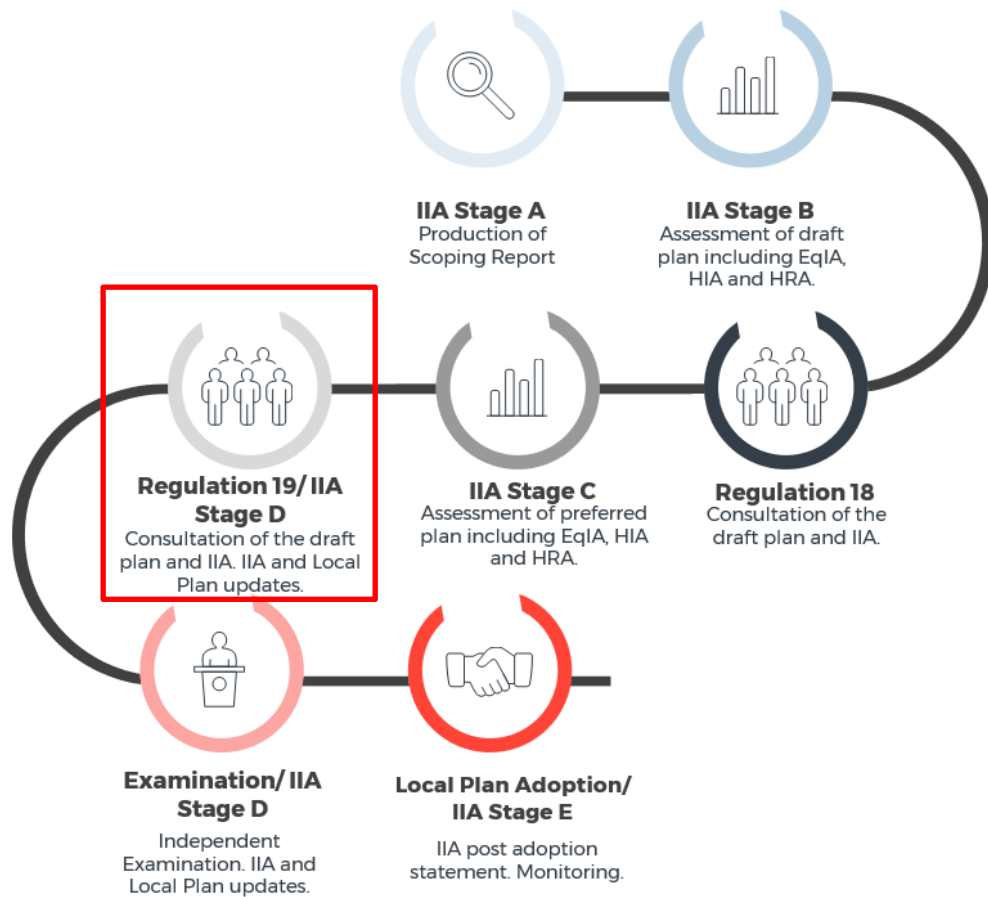 IIA Stage A
Production of
Scoping Report
IIA Stage B
Assessment of draft
plan including EqIA,
HIA and HRA.
Regulation 18
Consultation of the
draft plan and IIA.
IIA Stage C
Assessment of preferred
plan including EqIA, HIA
and HRA.
Regulation 19/ IIA
Stage D
Consultation of the draft
plan and IIA. IIA and Local
Plan updates.
Examination/ IIA
Stage D
Independent
Examination. IIA and
Local Plan updates.
Local Plan Adoption/
IIA Stage E
IIA post adoption
statement. Monitoring.